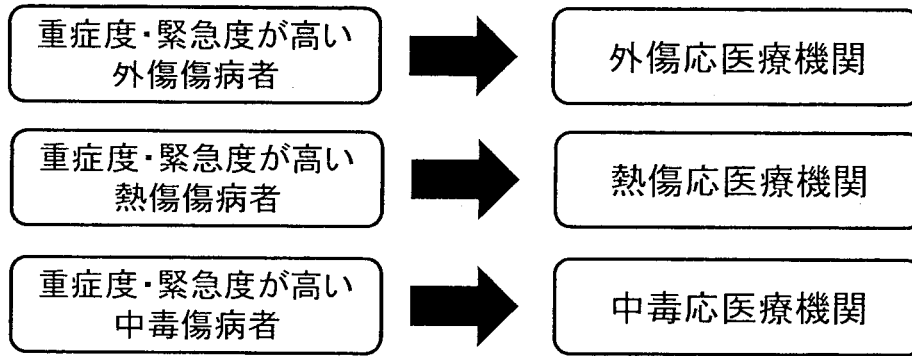 重症度・緊急度が高い
外傷傷病者
外傷応医療機関
重症度・緊急度が高い
熱傷傷病者
熱傷応医療機関
重症度・緊急度が高い
中毒傷病者
中毒応医療機関